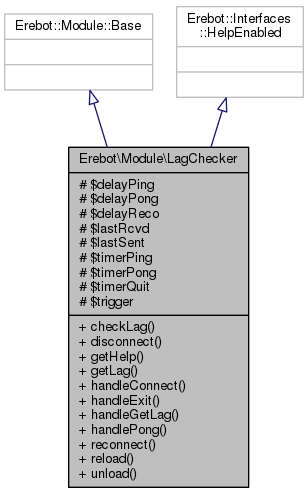 Erebot::Module::Base
Erebot::Interfaces
::HelpEnabled
Erebot\Module\LagChecker
# $delayPing
# $delayPong
# $delayReco
# $lastRcvd
# $lastSent
# $timerPing
# $timerPong
# $timerQuit
# $trigger
+ checkLag()
+ disconnect()
+ getHelp()
+ getLag()
+ handleConnect()
+ handleExit()
+ handleGetLag()
+ handlePong()
+ reconnect()
+ reload()
+ unload()